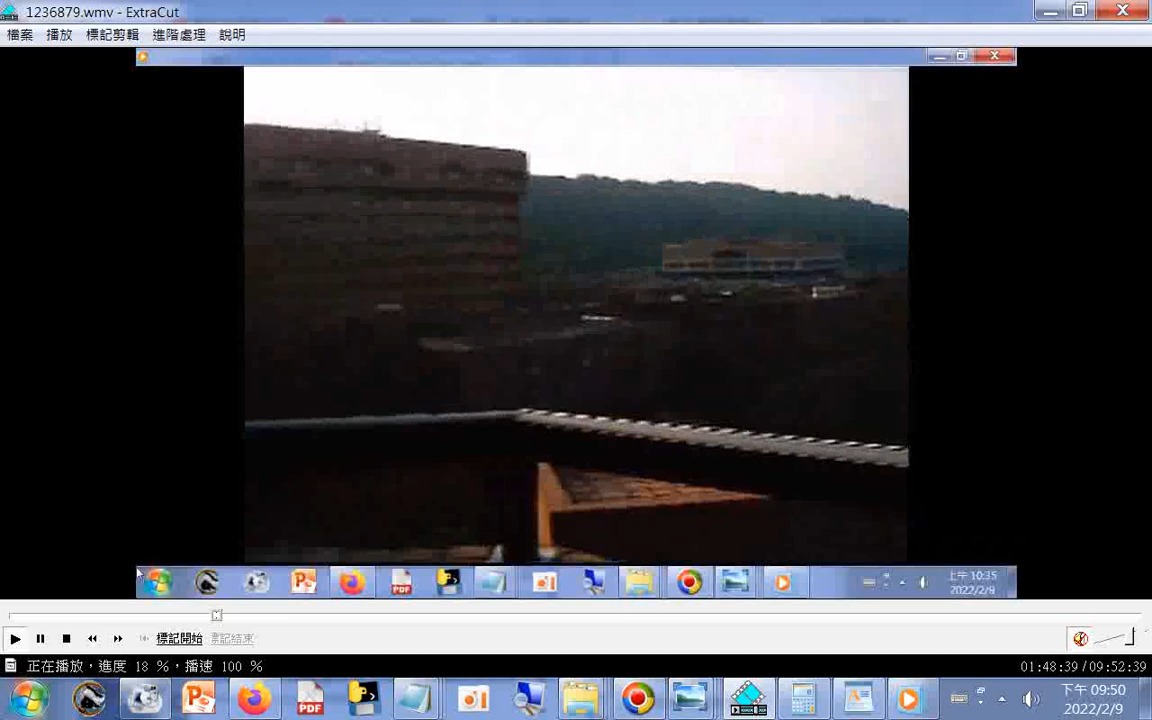 1236879.wmv - ExtraCut
檔案 播放 標記剪輯 進階處理 說明
上午 10:35
2022/2/9
標記開始 標記結束
正在播放，進度 18 %，播速 100 %
01:48:39 / 09:52:39
PDF
下午 09:50
2022/2/9